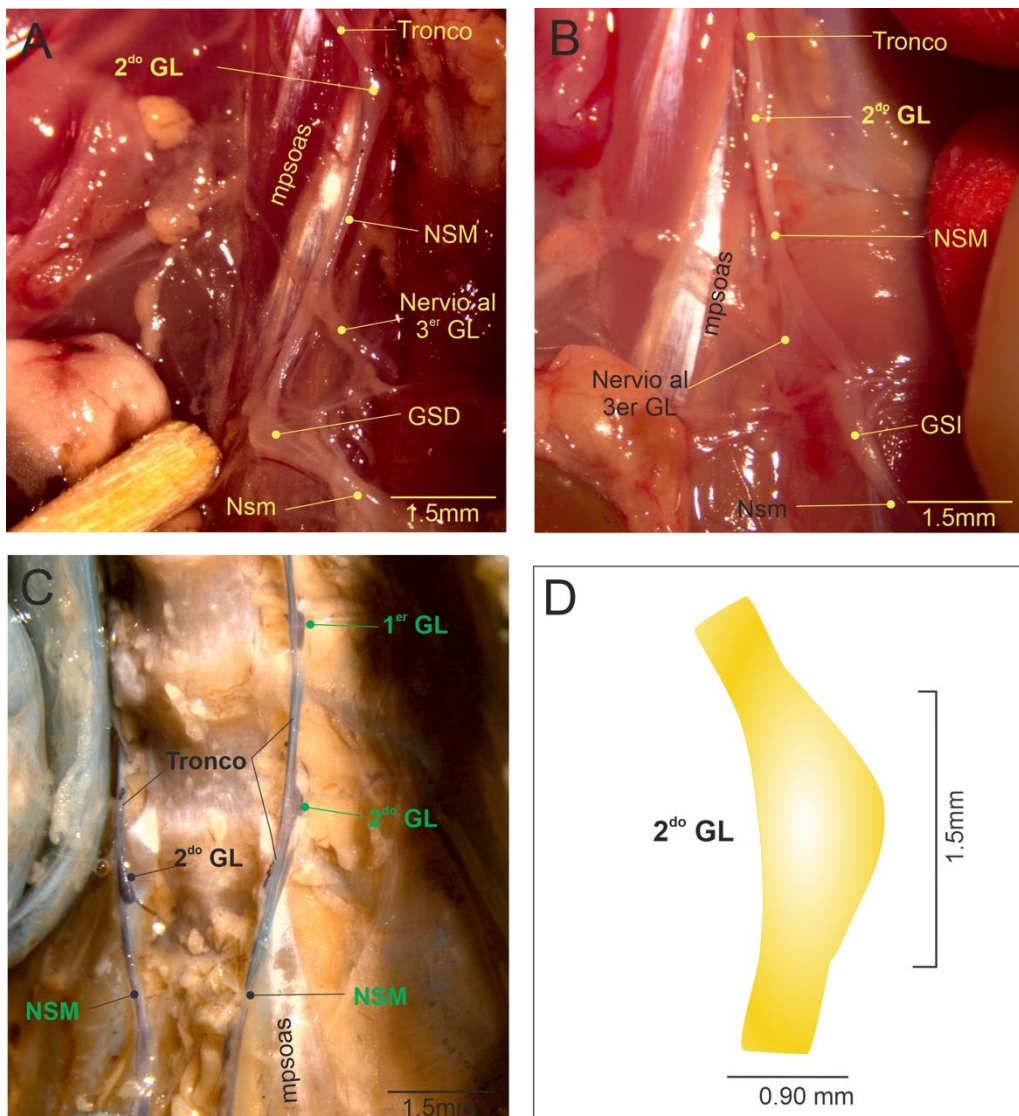 A
Tronco
2do GL
mpsoas
NSM
Nervio al
3er GL
GSD
Nsm
1.5mm
B
Tronco
2do GL
NSM
mpsoas
Nervio al
3er GL
GSI
Nsm
1.5mm
C
1er GL
Tronco
2do GL
2do GL
NSM
NSM
mpsoas
1.5mm
D
2do GL
1.5mm
0.90 mm